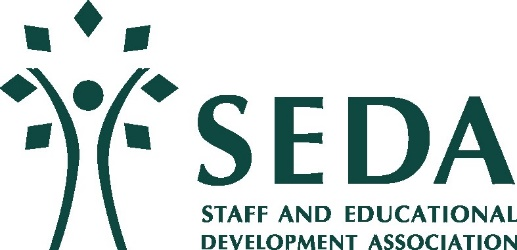 SEDA
STAFF AND EDUCATIONAL
DEVELOPMENT ASSOCIATION